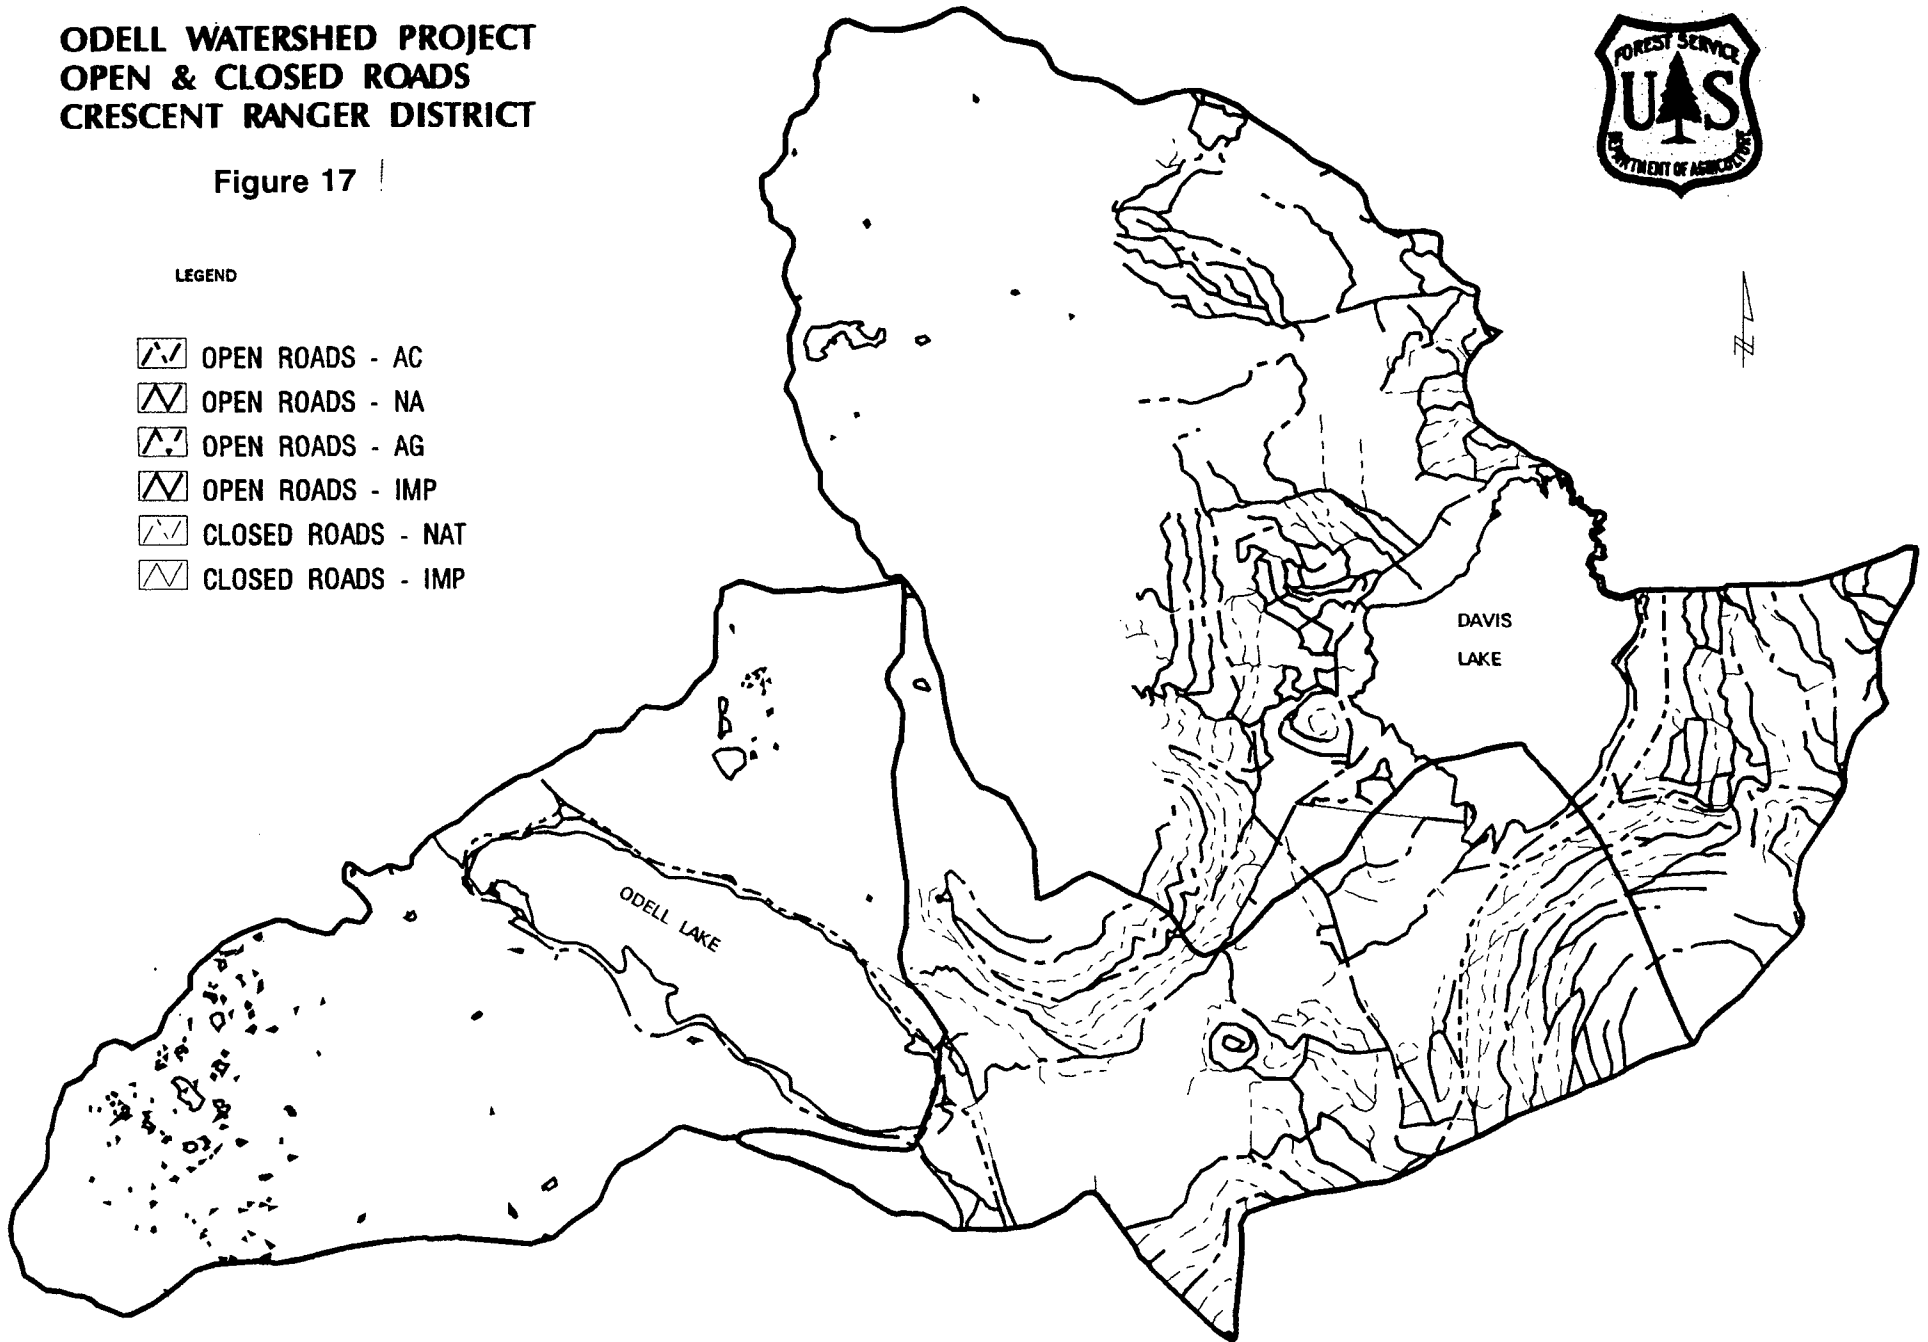 ODELL WATERSHED PROJECT
OPEN & CLOSED ROADS
CRESCENT RANGER DISTRICT
Figure 17
FOREST SERVICE
U S
DEPARTMENT OF AGRICULTURE
LEGEND
OPEN ROADS - AC
OPEN ROADS - NA
OPEN ROADS - AG
OPEN ROADS - IMP
CLOSED ROADS - NAT
CLOSED ROADS - IMP
DAVIS
LAKE
ODELL LAKE